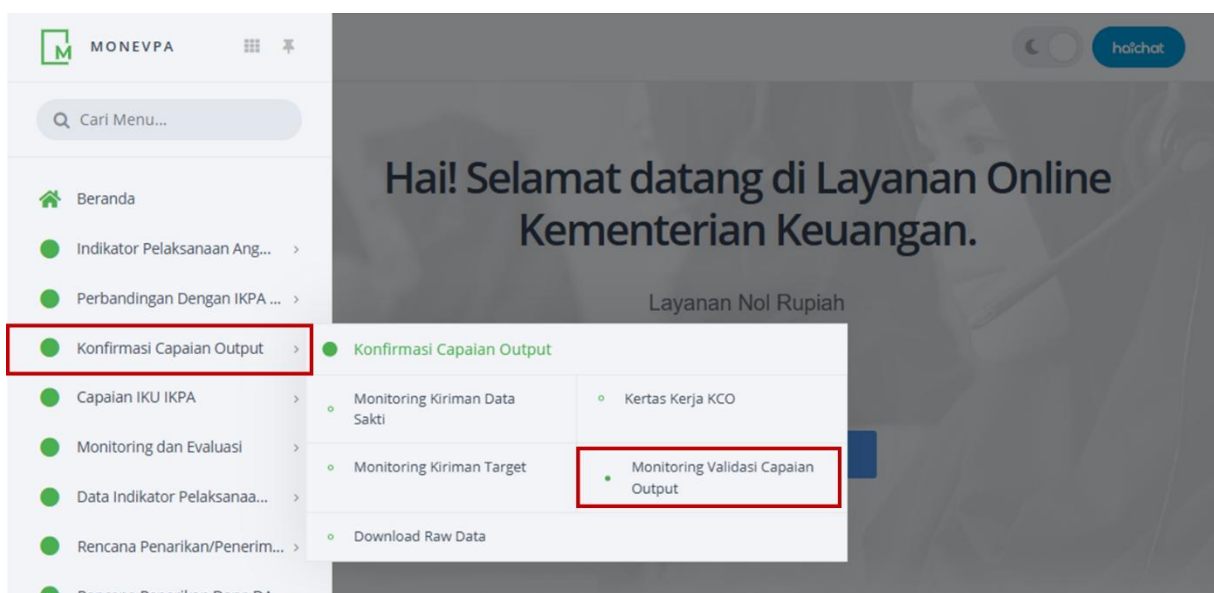 MONEVPA
haîchat
Cari Menu...
Hai! Selamat datang di Layanan Online
Kementerian Keuangan.
Layanan Nol Rupiah
Beranda
Indikator Pelaksanaan Ang...
Perbandingan Dengan IKPA ...
Konfirmasi Capaian Output
Capaian IKU IKPA
Monitoring dan Evaluasi
Data Indikator Pelaksanaa...
Rencana Penarikan/Penerim...
Konfirmasi Capaian Output
Monitoring Kiriman Data
Sakti
Kertas Kerja KCO
Monitoring Kiriman Target
Monitoring Validasi Capaian
Output
Download Raw Data